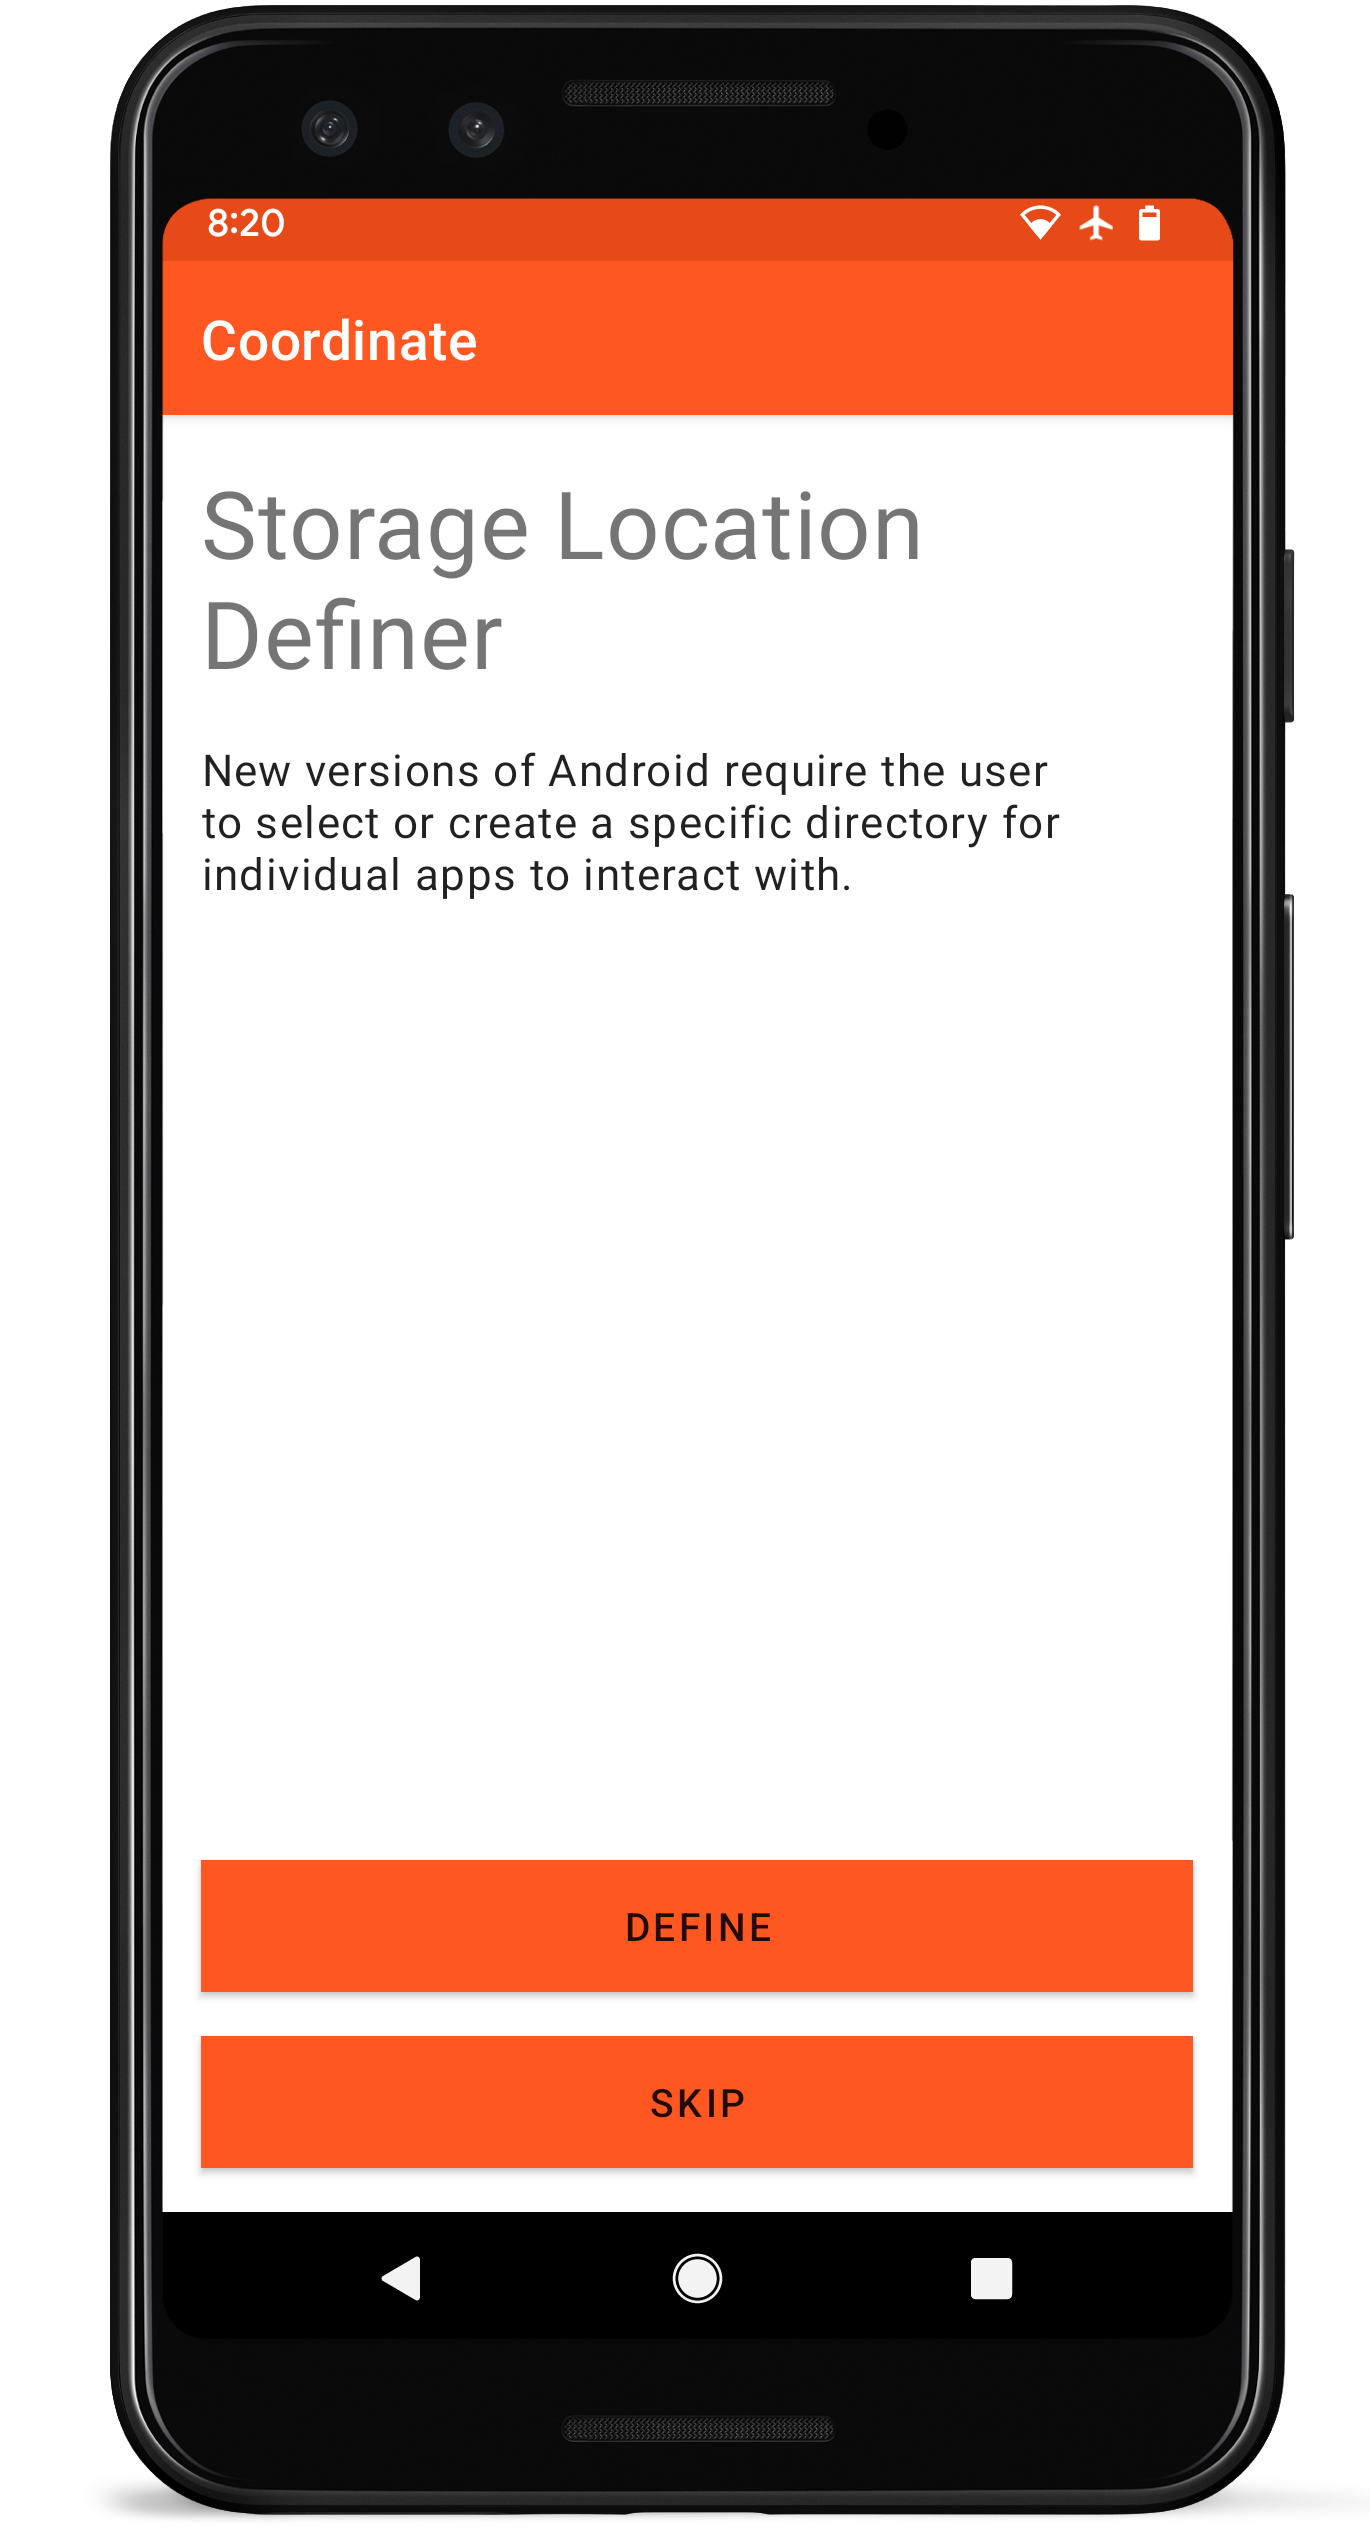 8:20
Coordinate
Storage Location
Definer
New versions of Android require the user
to select or create a specific directory for
individual apps to interact with.
DEFINE
SKIP